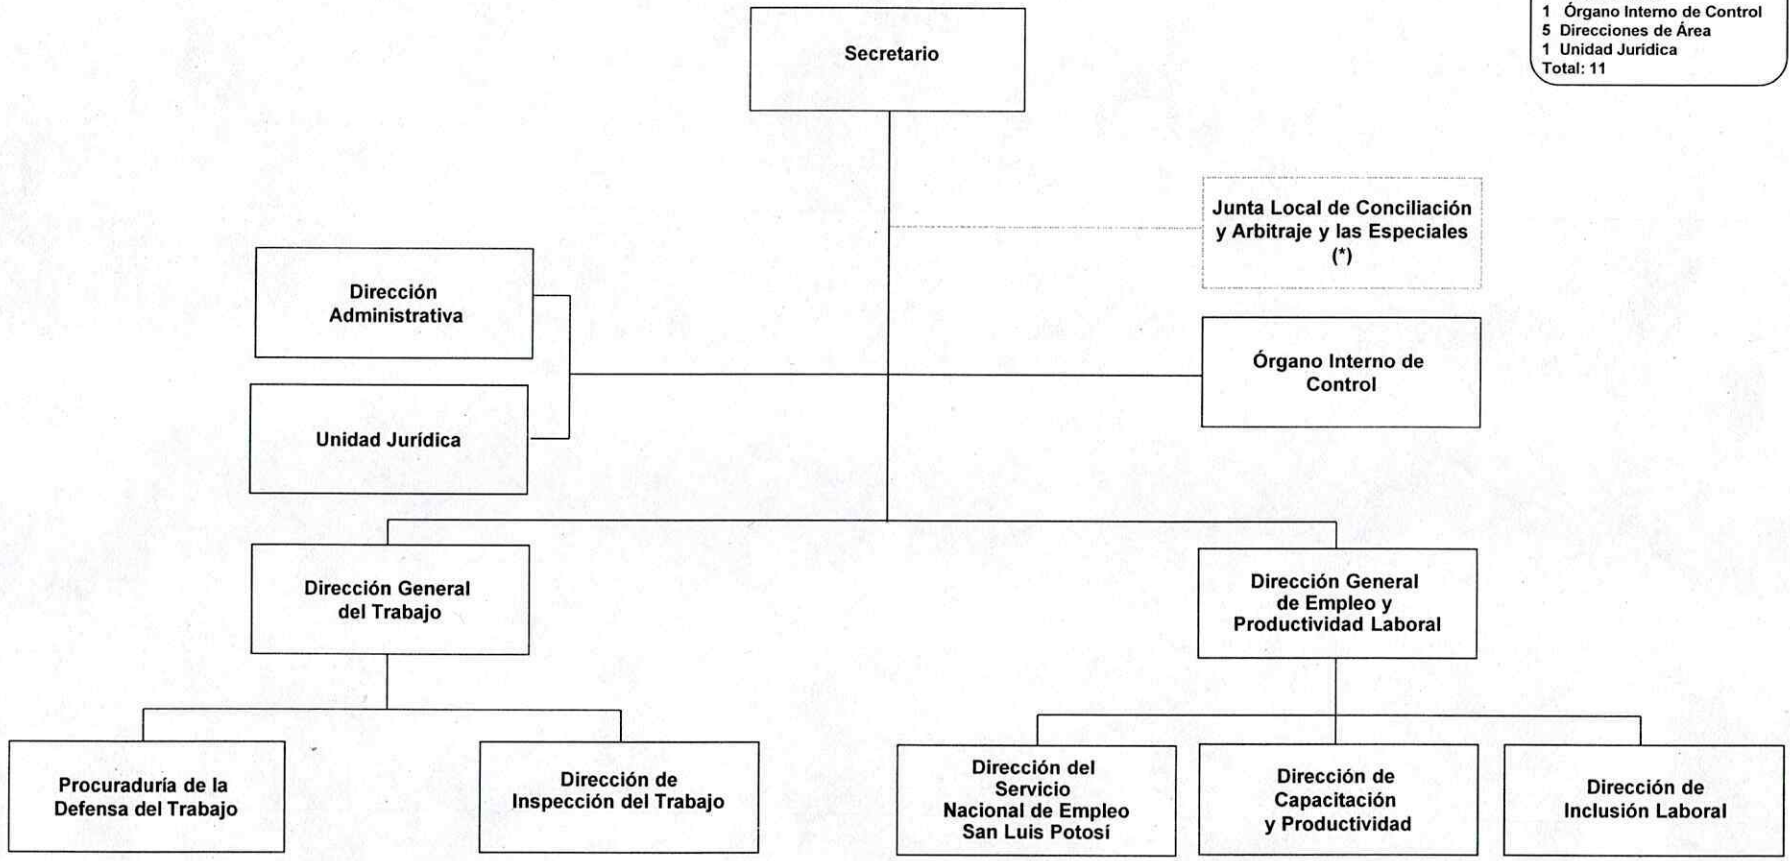 1 Órgano Interno de Control
5 Direcciones de Área
1 Unidad Jurídica
Total: 11
Secretario
Junta Local de Conciliación
y Arbitraje y las Especiales
(*)
Dirección
Administrativa
Órgano Interno de
Control
Unidad Jurídica
Dirección General
del Trabajo
Dirección General
de Empleo y
Productividad Laboral
Procuraduría de la
Defensa del Trabajo
Dirección de
Inspección del Trabajo
Dirección del
Servicio
Nacional de Empleo
San Luis Potosí
Dirección de
Capacitación
y Productividad
Dirección de
Inclusión Laboral